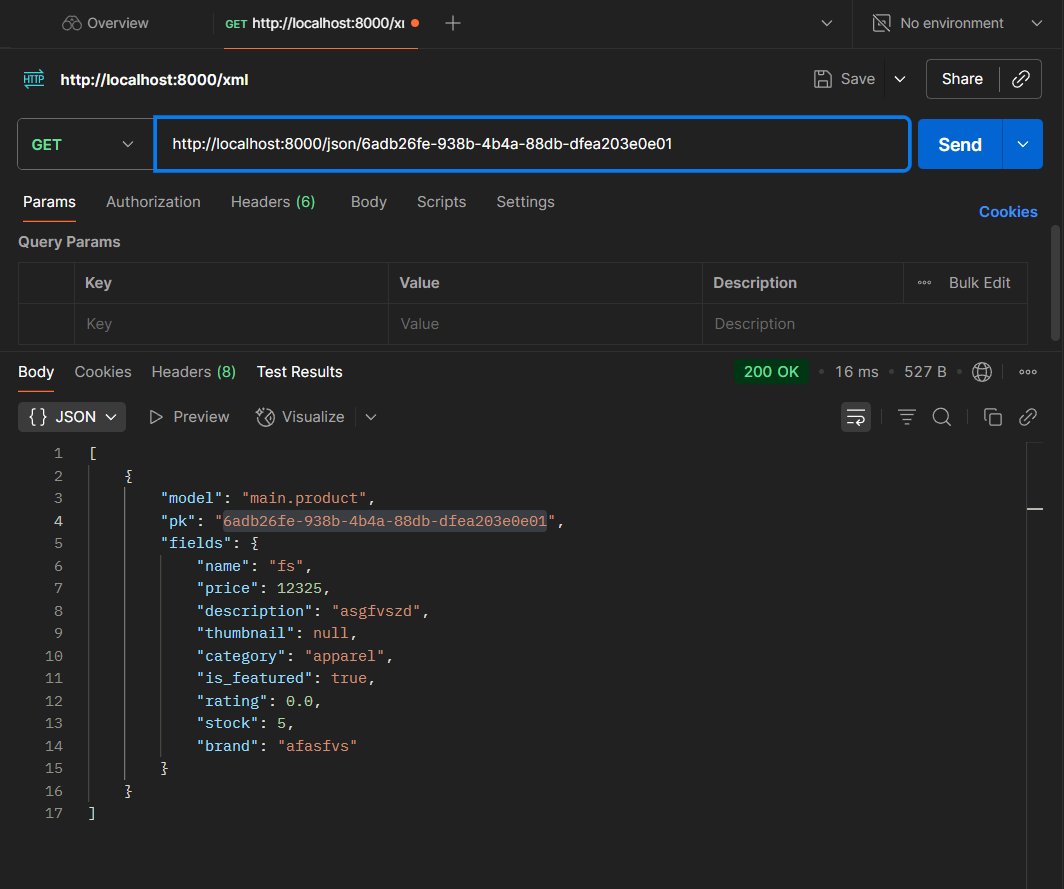 Overview
GET http://localhost:8000/x
No environment
HTTP http://localhost:8000/xml
Save
Share
GET
http://localhost:8000/json/6adb26fe-938b-4b4a-88db-dfea203e0e01
Send
Params Authorization Headers (6) Body Scripts Settings
Cookies
Query Params
Key Value Description Bulk Edit
Key Value Description
Body Cookies Headers (8) Test Results
200 OK • 16 ms • 527 B •
{} JSON Preview Visualize
1 [
2 {
3 "model": "main.product",
4 "pk": "6adb26fe-938b-4b4a-88db-dfea203e0e01",
5 "fields": {
6 "name": "fs",
7 "price": 12325,
8 "description": "asgfvszd",
9 "thumbnail": null,
10 "category": "apparel",
11 "is_featured": true,
12 "rating": 0.0,
13 "stock": 5,
14 "brand": "afasfvs"
15 }
16 }
17 ]